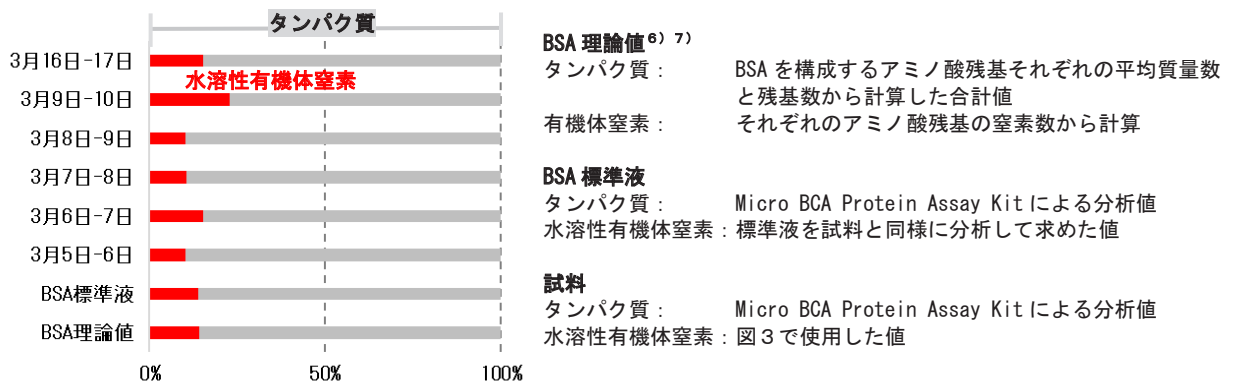 タンパク質
3月16日-17日
水溶性有機体窒素
3月9日-10日
3月8日-9日
3月7日-8日
3月6日-7日
3月5日-6日
BSA標準液
BSA理論値
0%
50%
100%
BSA 理論値⁶⁾ ⁷⁾
タンパク質： BSA を構成するアミノ酸残基それぞれの平均質量数
と残基数から計算した合計値
有機体窒素： それぞれのアミノ酸残基の窒素数から計算
BSA 標準液
タンパク質： Micro BCA Protein Assay Kit による分析値
水溶性有機体窒素：標準液を試料と同様に分析して求めた値
試料
タンパク質： Micro BCA Protein Assay Kit による分析値
水溶性有機体窒素：図３で使用した値